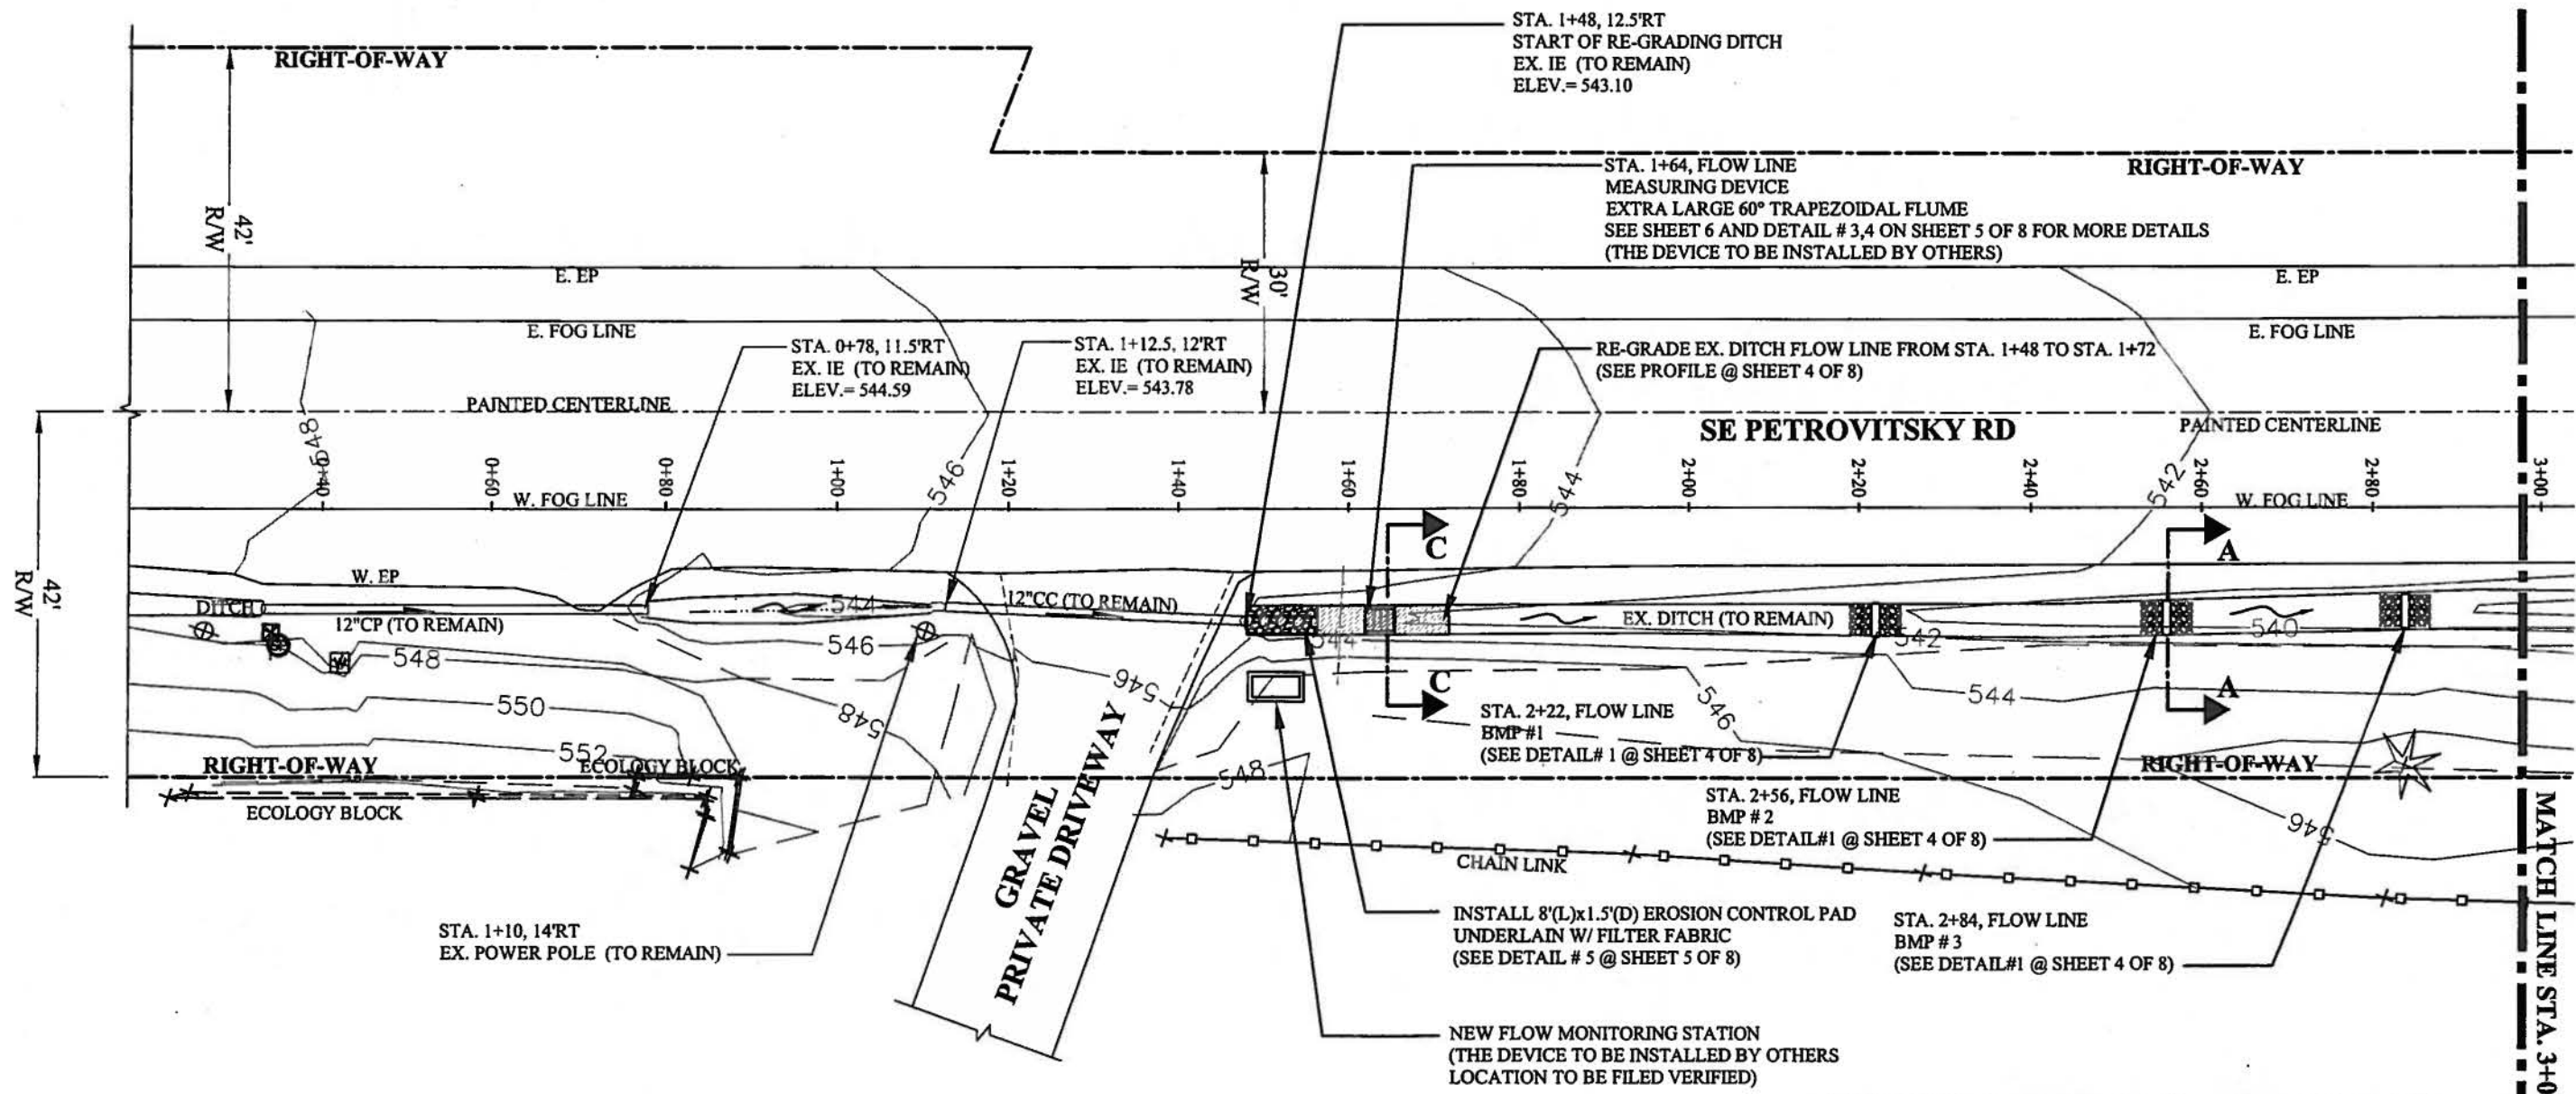 STA. 1+48, 12.5'RT
START OF RE-GRADING DITCH
EX. IE (TO REMAIN)
ELEV.= 543.10
RIGHT-OF-WAY
STA. 1+64, FLOW LINE
MEASURING DEVICE
EXTRA LARGE 60° TRAPEZOIDAL FLUME
SEE SHEET 6 AND DETAIL # 3,4 ON SHEET 5 OF 8 FOR MORE DETAILS
(THE DEVICE TO BE INSTALLED BY OTHERS)
RIGHT-OF-WAY
42'
R/W
30'
R/W
E. EP
E. EP
E. FOG LINE
E. FOG LINE
STA. 0+78, 11.5'RT
EX. IE (TO REMAIN)
ELEV.= 544.59
STA. 1+12.5, 12'RT
EX. IE (TO REMAIN)
ELEV.= 543.78
RE-GRADE EX. DITCH FLOW LINE FROM STA. 1+48 TO STA. 1+72
(SEE PROFILE @ SHEET 4 OF 8)
PAINTED CENTERLINE
SE PETROVITSKY RD
PAINTED CENTERLINE
548
546
544
542
0+40
0+60
0+80
1+00
1+20
1+40
1+60
1+80
2+00
2+20
2+40
2+60
2+80
3+00
W. FOG LINE
W. FOG LINE
C
A
42'
R/W
W. EP
DITCH
12"CP (TO REMAIN)
544
12"CC (TO REMAIN)
EX. DITCH (TO REMAIN)
544
542
540
546
548
546
550
548
546
544
C
A
552
548
546
STA. 2+22, FLOW LINE
BMP #1
(SEE DETAIL# 1 @ SHEET 4 OF 8)
RIGHT-OF-WAY
ECOLOGY BLOCK
RIGHT-OF-WAY
ECOLOGY BLOCK
STA. 2+56, FLOW LINE
BMP # 2
(SEE DETAIL#1 @ SHEET 4 OF 8)
GRAVEL
PRIVATE DRIVEWAY
CHAIN LINK
STA. 1+10, 14'RT
EX. POWER POLE (TO REMAIN)
INSTALL 8'(L)x1.5'(D) EROSION CONTROL PAD
UNDERLAIN W/ FILTER FABRIC
(SEE DETAIL # 5 @ SHEET 5 OF 8)
STA. 2+84, FLOW LINE
BMP # 3
(SEE DETAIL#1 @ SHEET 4 OF 8)
NEW FLOW MONITORING STATION
(THE DEVICE TO BE INSTALLED BY OTHERS
LOCATION TO BE FILED VERIFIED)
MATCH LINE STA. 3+0